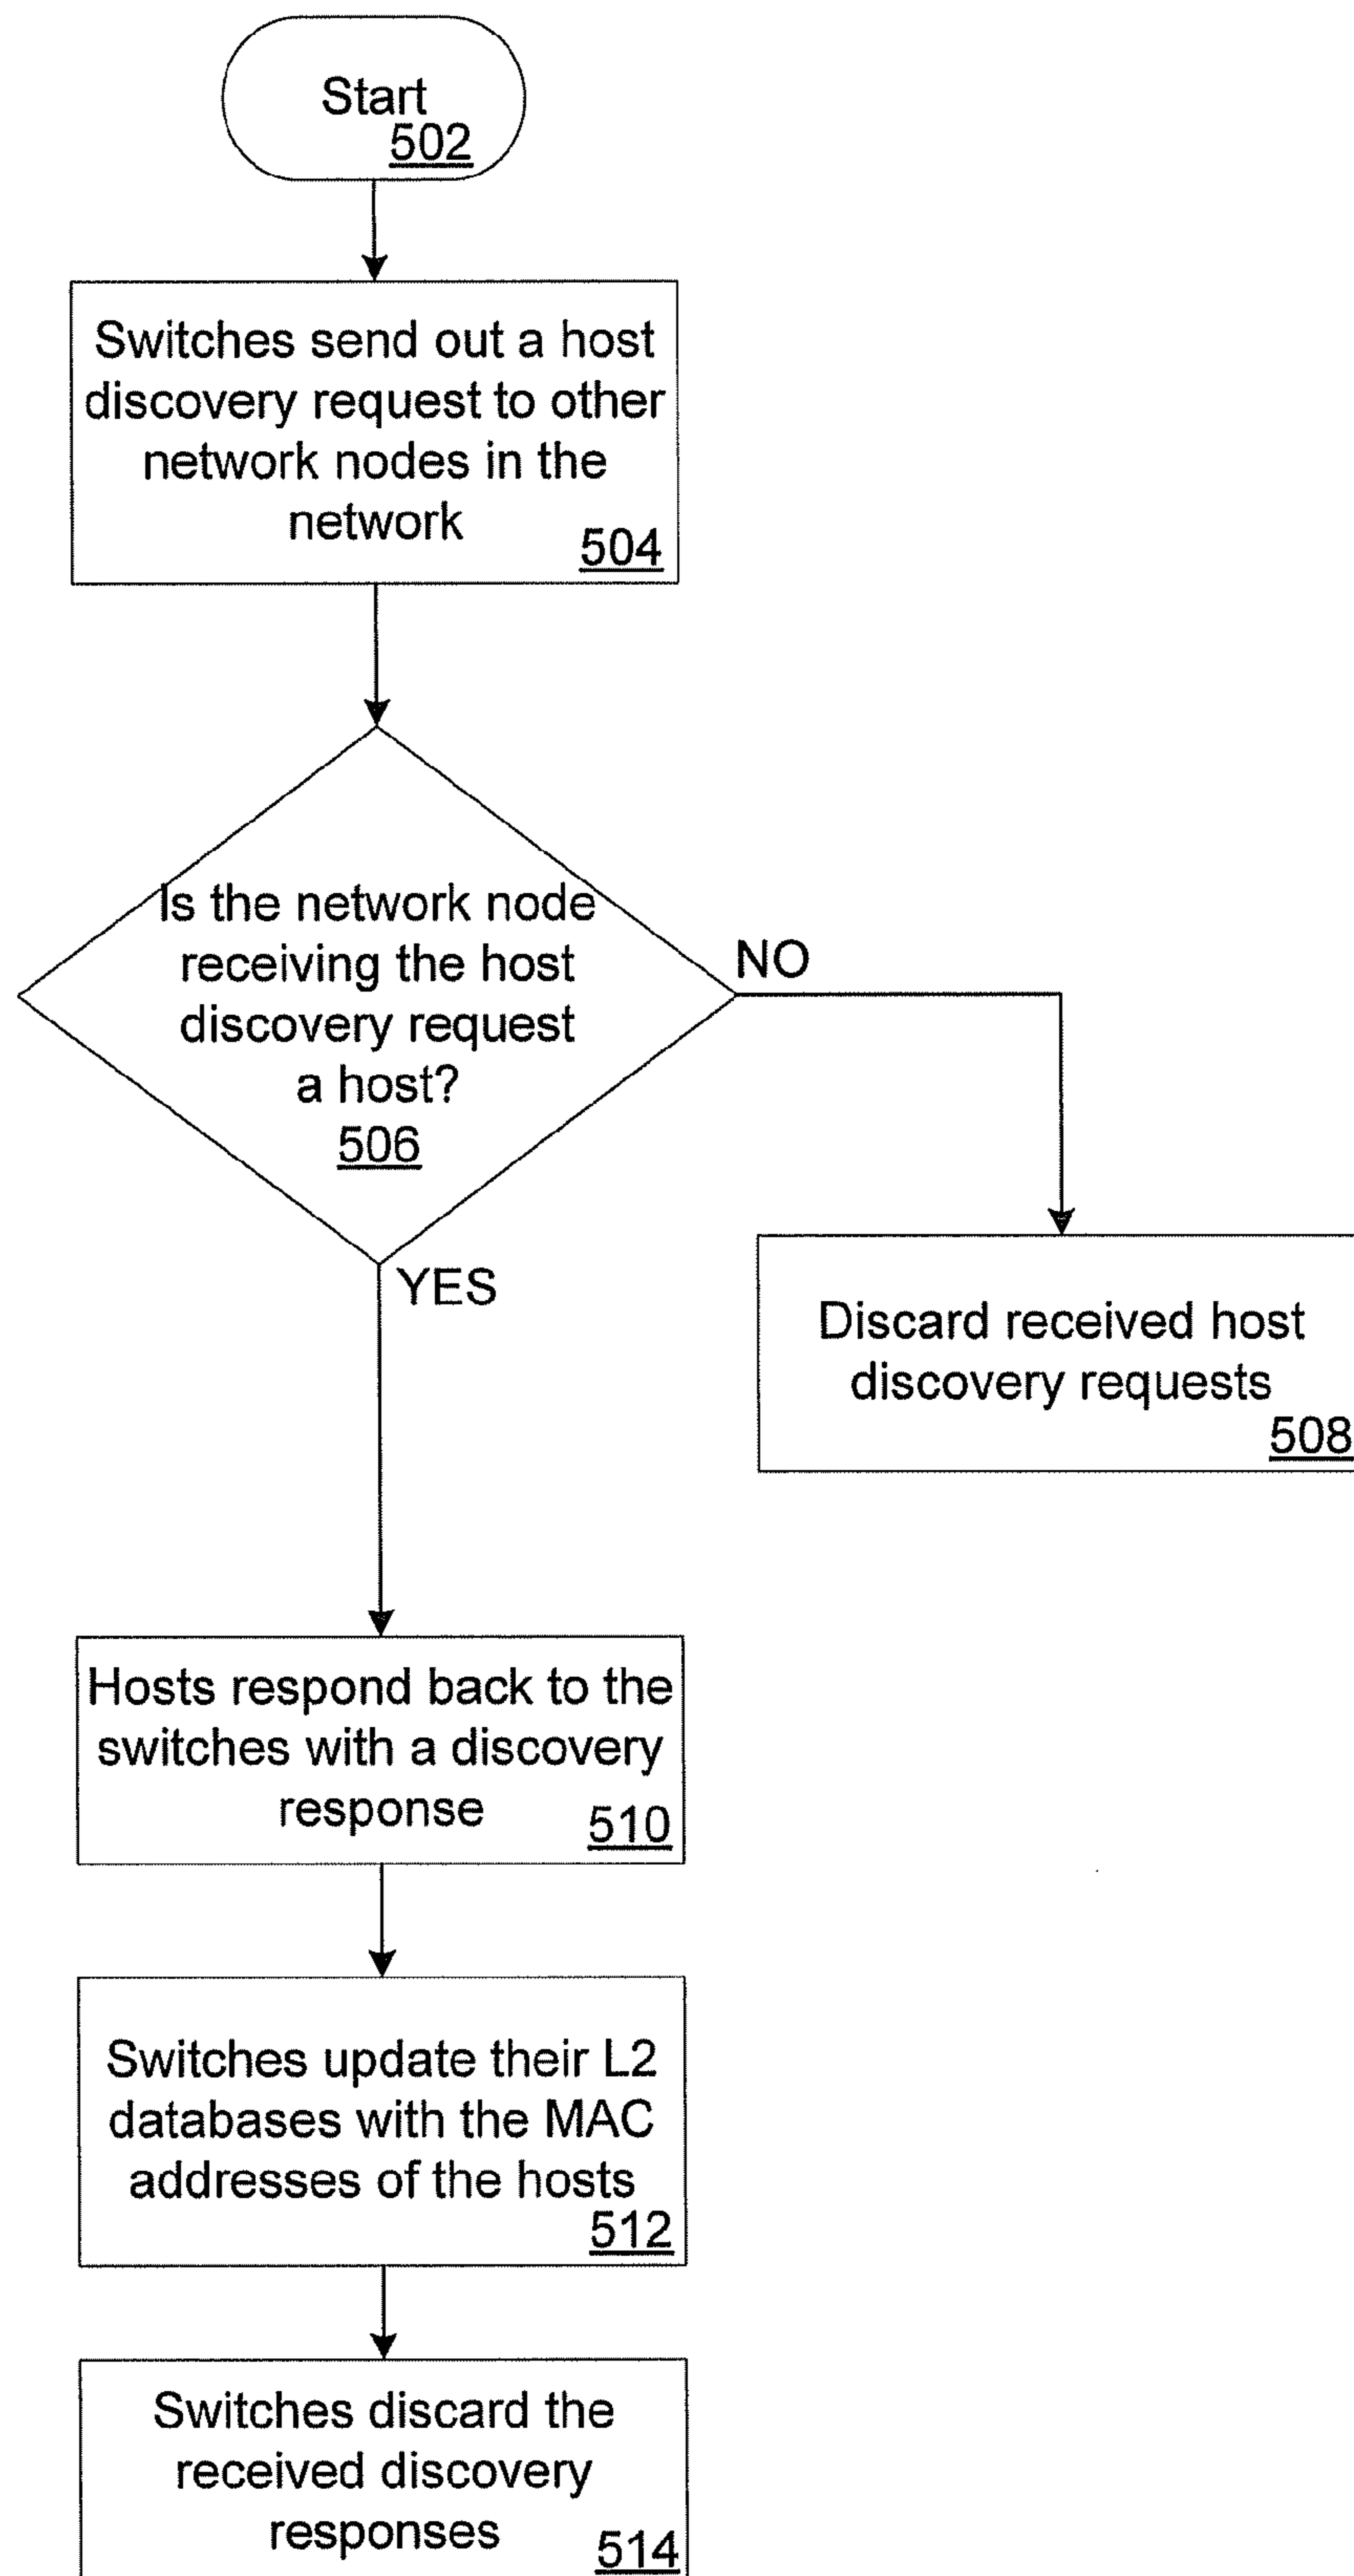 Start
502
Switches send out a host
discovery request to other
network nodes in the
network
504
Is the network node
receiving the host
discovery request
a host?
506
NO
YES
Discard received host
discovery requests
508
Hosts respond back to the
switches with a discovery
response
510
Switches update their L2
databases with the MAC
addresses of the hosts
512
Switches discard the
received discovery
responses
514